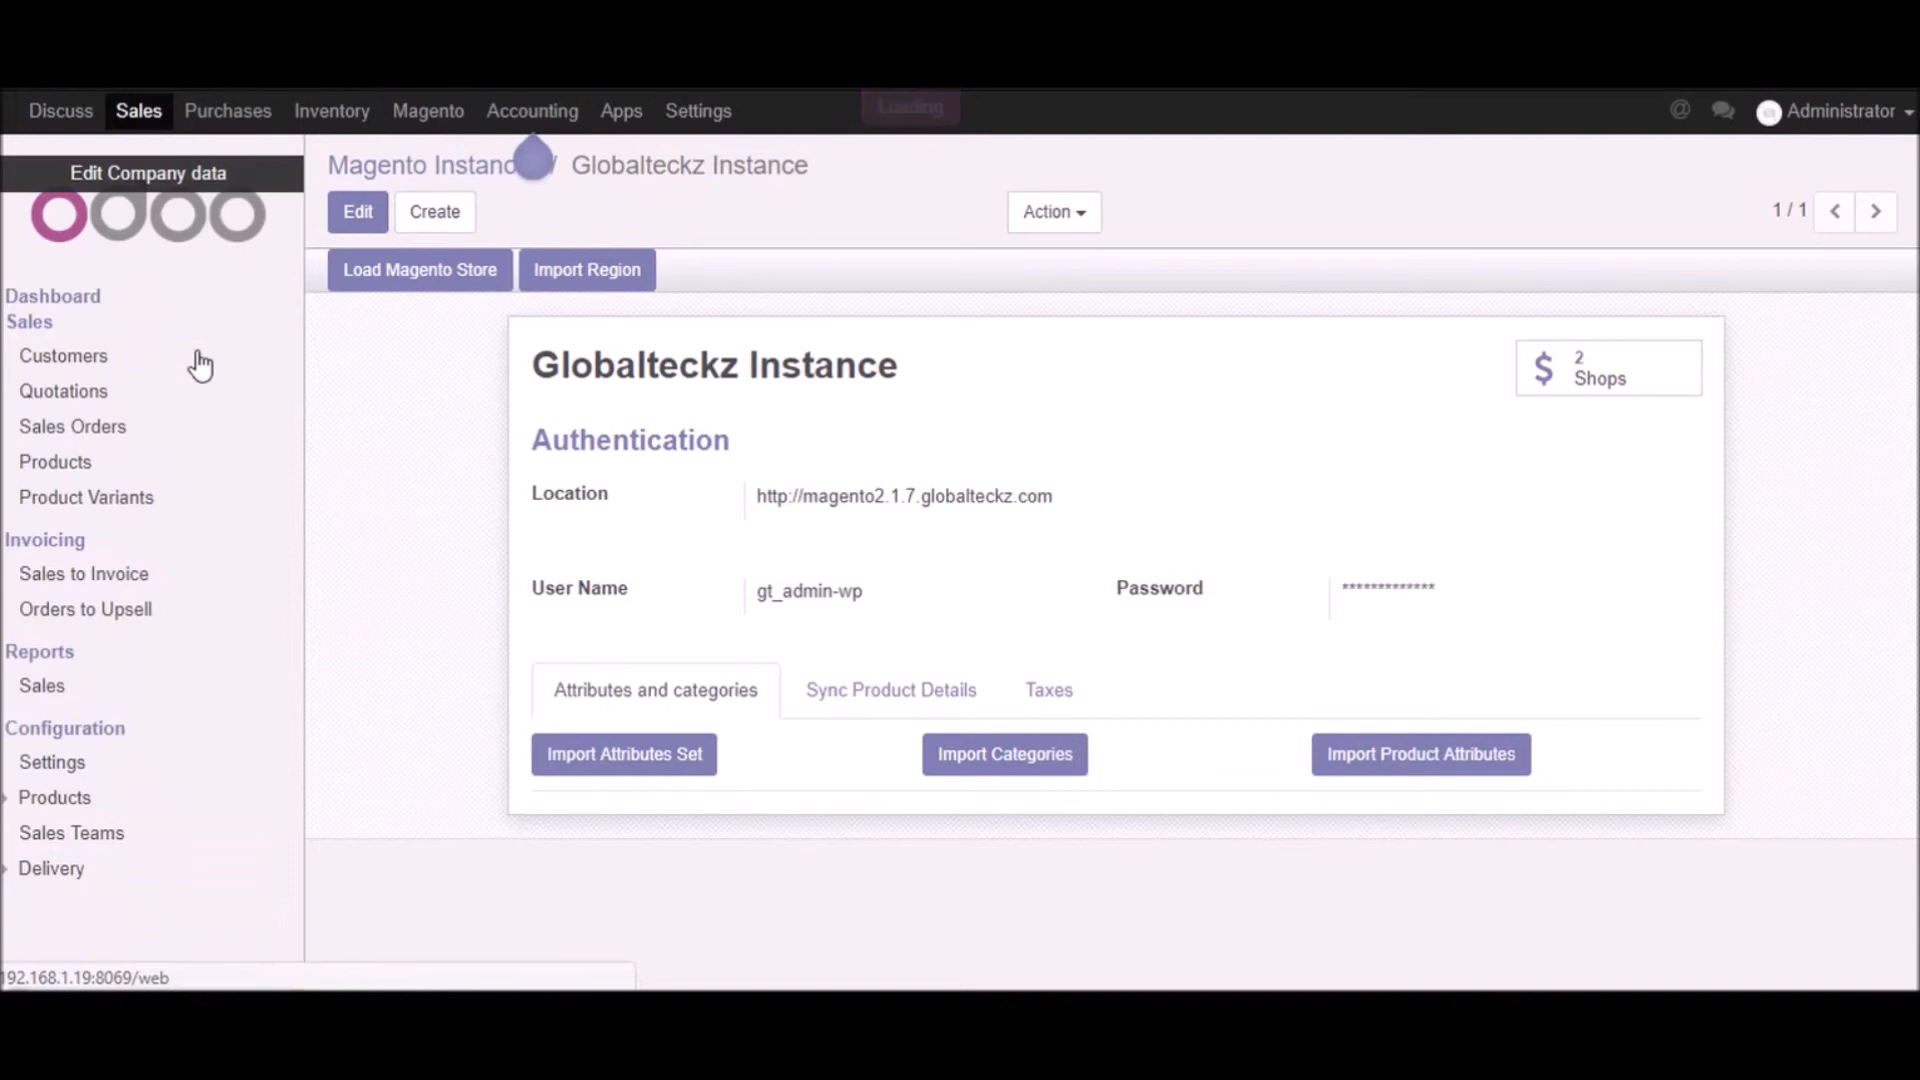 Discuss Sales Purchases Inventory Magento Accounting Apps Settings Loading @ Administrator
Edit Company data
odoo
Magento Instanc / Globalteckz Instance
Edit Create Action 1 / 1
Load Magento Store Import Region
Dashboard
Sales
Customers
Quotations
Sales Orders
Products
Product Variants
Invoicing
Sales to Invoice
Orders to Upsell
Reports
Sales
Configuration
Settings
Products
Sales Teams
Delivery
Globalteckz Instance
$ 2
Shops
Authentication
Location http://magento2.1.7.globalteckz.com
User Name gt_admin-wp Password *************
Attributes and categories Sync Product Details Taxes
Import Attributes Set Import Categories Import Product Attributes
192.168.1.19:8069/web